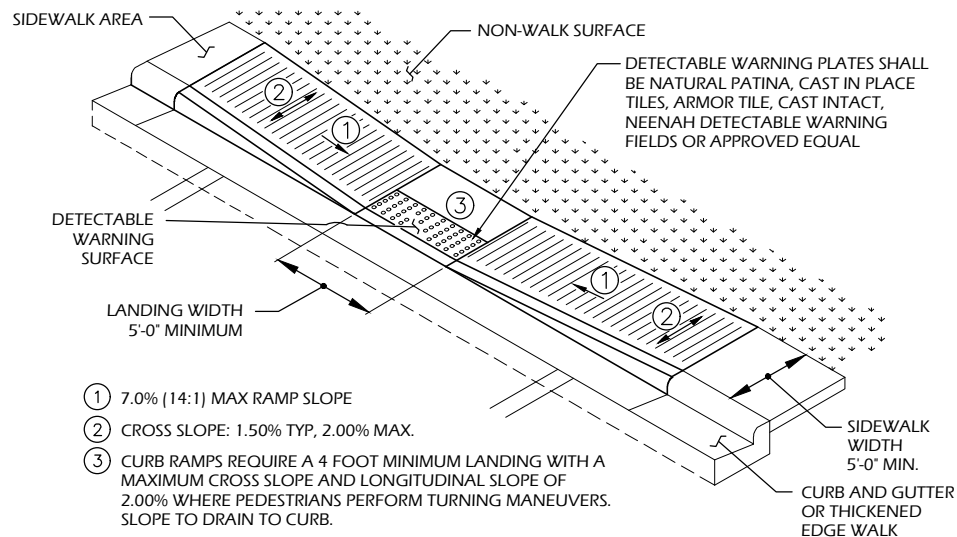 SIDEWALK AREA
NON-WALK SURFACE
DETECTABLE WARNING PLATES SHALL
BE NATURAL PATINA, CAST IN PLACE
TILES, ARMOR TILE, CAST INTACT,
NEENAH DETECTABLE WARNING
FIELDS OR APPROVED EQUAL
2
1
3
DETECTABLE
WARNING
SURFACE
1
2
LANDING WIDTH
5'-0" MINIMUM
1 7.0% (14:1) MAX RAMP SLOPE
2 CROSS SLOPE: 1.50% TYP, 2.00% MAX.
3 CURB RAMPS REQUIRE A 4 FOOT MINIMUM LANDING WITH A
MAXIMUM CROSS SLOPE AND LONGITUDINAL SLOPE OF
2.00% WHERE PEDESTRIANS PERFORM TURNING MANEUVERS.
SLOPE TO DRAIN TO CURB.
SIDEWALK
WIDTH
5'-0" MIN.
CURB AND GUTTER
OR THICKENED
EDGE WALK